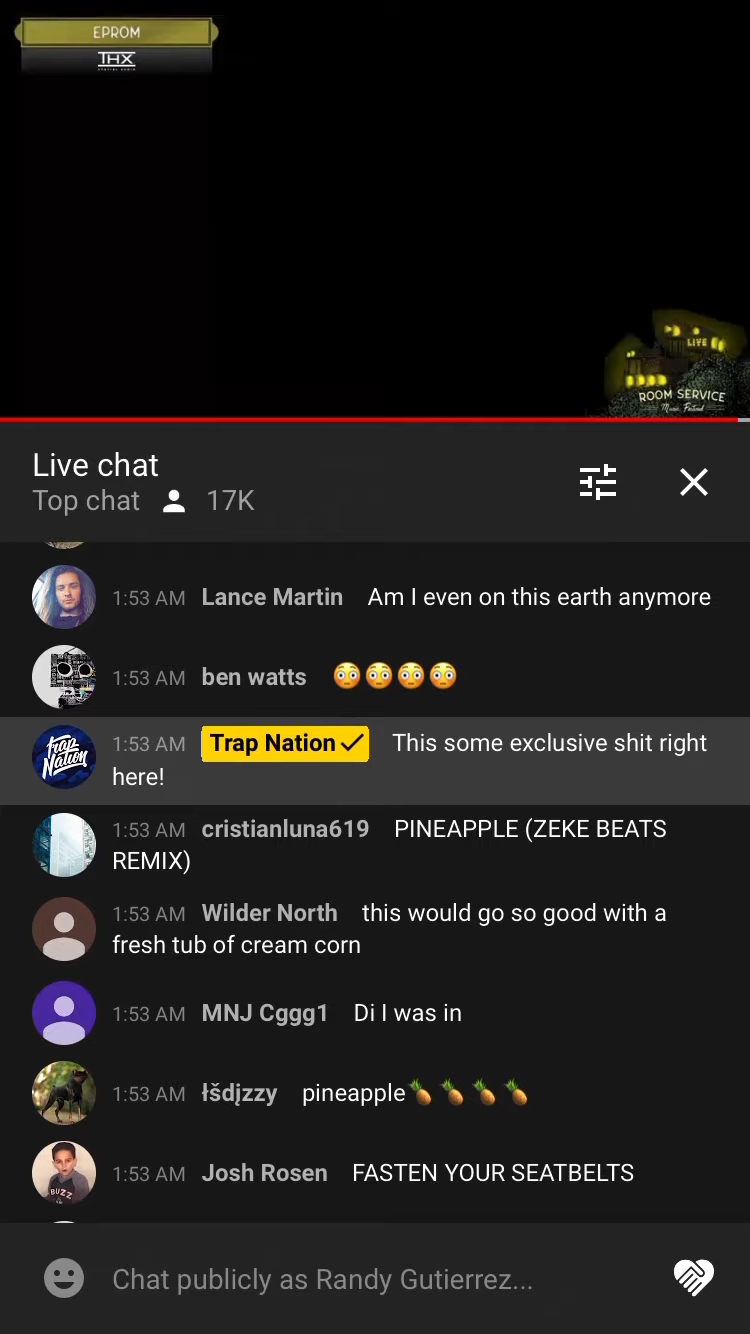 EPROM
THX
LIVE
ROOM SERVICE
Music Festival
Live chat
Top chat 17K
1:53 AM Lance Martin Am I even on this earth anymore
1:53 AM ben watts 😳😳😳😳
1:53 AM Trap Nation This some exclusive shit right
here!
1:53 AM cristianluna619 PINEAPPLE (ZEKE BEATS
REMIX)
1:53 AM Wilder North this would go so good with a
fresh tub of cream corn
1:53 AM MNJ Cggg1 Di I was in
1:53 AM łšdįzzy pineapple🍍🍍🍍🍍
1:53 AM Josh Rosen FASTEN YOUR SEATBELTS
Chat publicly as Randy Gutierrez...